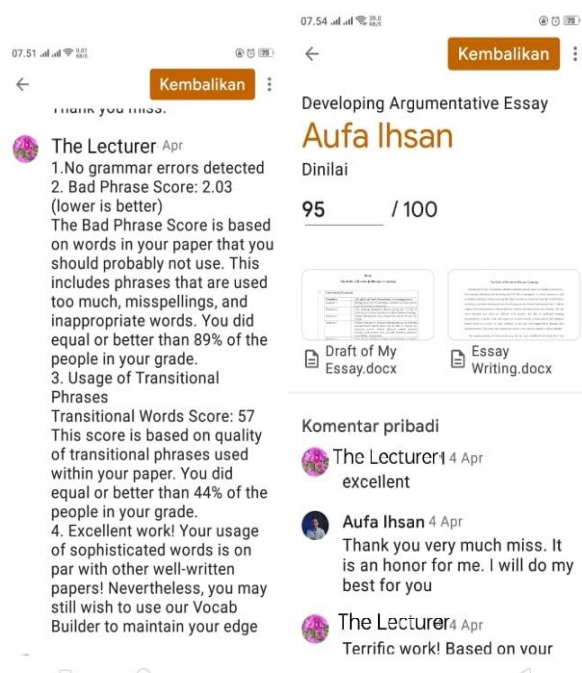 07.51
Kembalikan
Thank you miss.
The Lecturer Apr
1.No grammar errors detected
2. Bad Phrase Score: 2.03
(lower is better)
The Bad Phrase Score is based
on words in your paper that you
should probably not use. This
includes phrases that are used
too much, misspellings, and
inappropriate words. You did
equal or better than 89% of the
people in your grade.
3. Usage of Transitional
Phrases
Transitional Words Score: 57
This score is based on quality
of transitional phrases used
within your paper. You did
equal or better than 44% of the
people in your grade.
4. Excellent work! Your usage
of sophisticated words is on
par with other well-written
papers! Nevertheless, you may
still wish to use our Vocab
Builder to maintain your edge
07.54
Kembalikan
Developing Argumentative Essay
Aufa Ihsan
Dinilai
95 / 100
Draft of My
Essay.docx
Essay
Writing.docx
Komentar pribadi
The Lecturer 4 Apr
excellent
Aufa Ihsan 4 Apr
Thank you very much miss. It
is an honor for me. I will do my
best for you
The Lecturer 4 Apr
Terrific work! Based on your